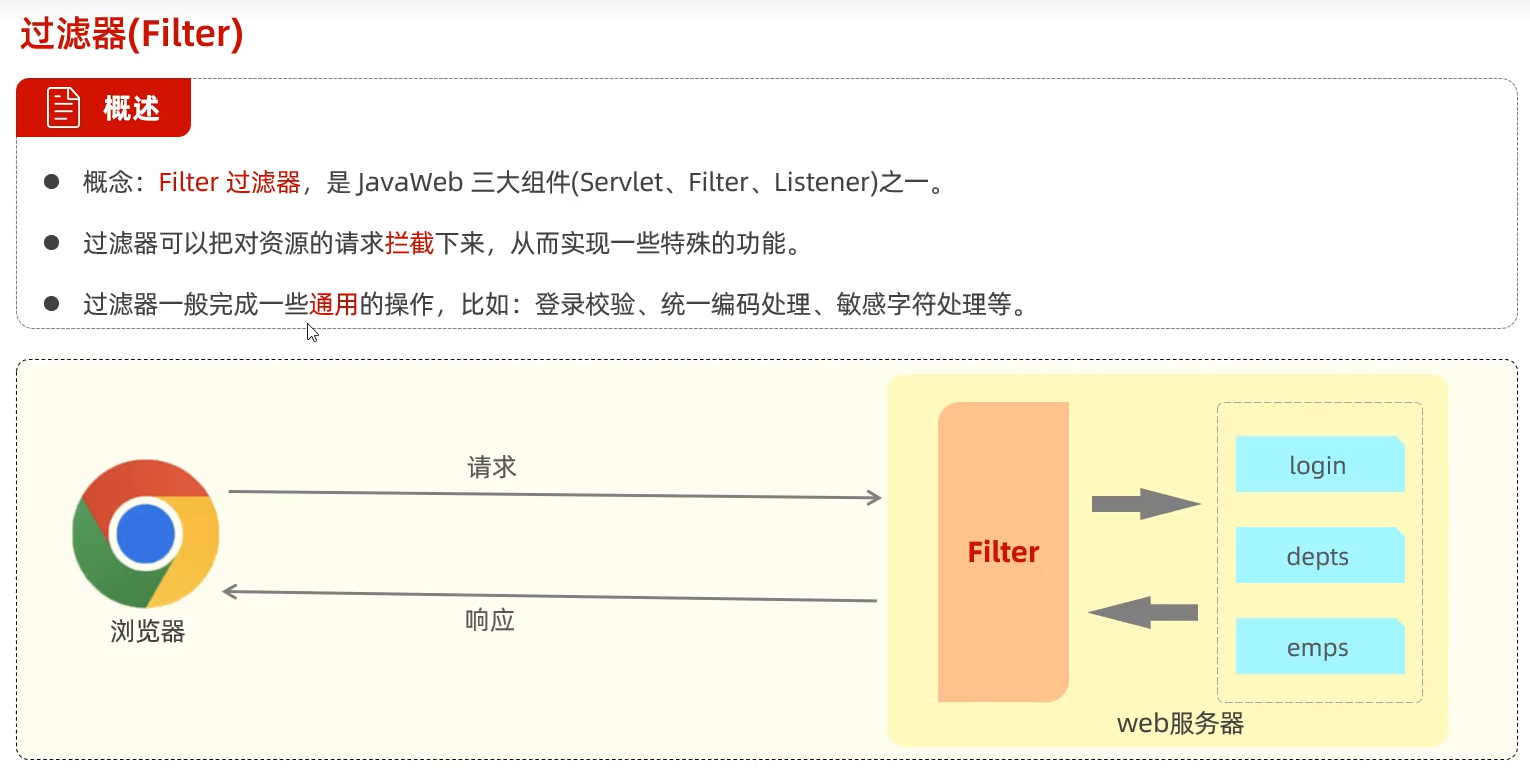 过滤器(Filter)
概述
概念：Filter 过滤器，是 JavaWeb 三大组件(Servlet、Filter、Listener)之一。
过滤器可以把对资源的请求拦截下来，从而实现一些特殊的功能。
过滤器一般完成一些通用的操作，比如：登录校验、统一编码处理、敏感字符处理等。
请求
响应
浏览器
Filter
login
depts
emps
web服务器